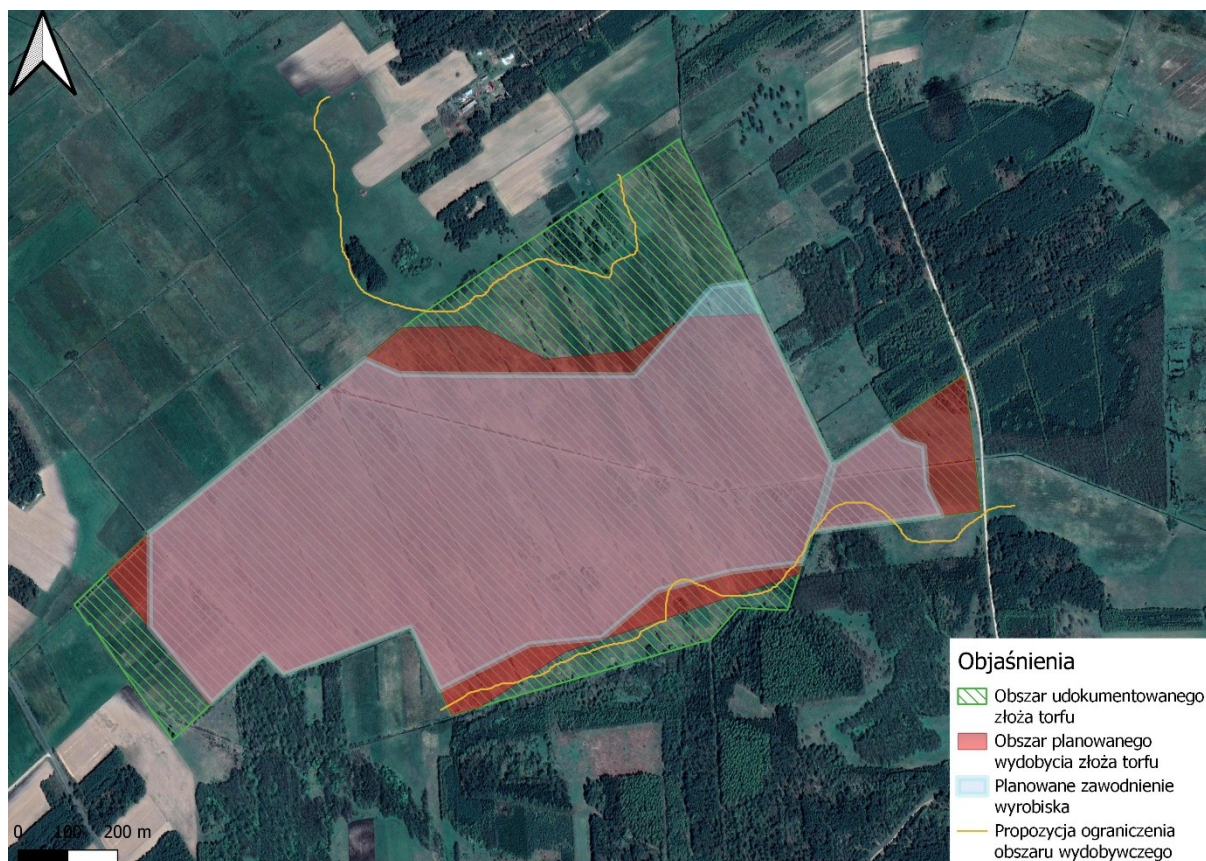 Objaśnienia
Obszar udokumentowanego
złoża torfu
Obszar planowanego
wydobycia złoża torfu
Planowane zawodnienie
wyrobiska
Propozycja ograniczenia
obszaru wydobywczego
0 100 200 m